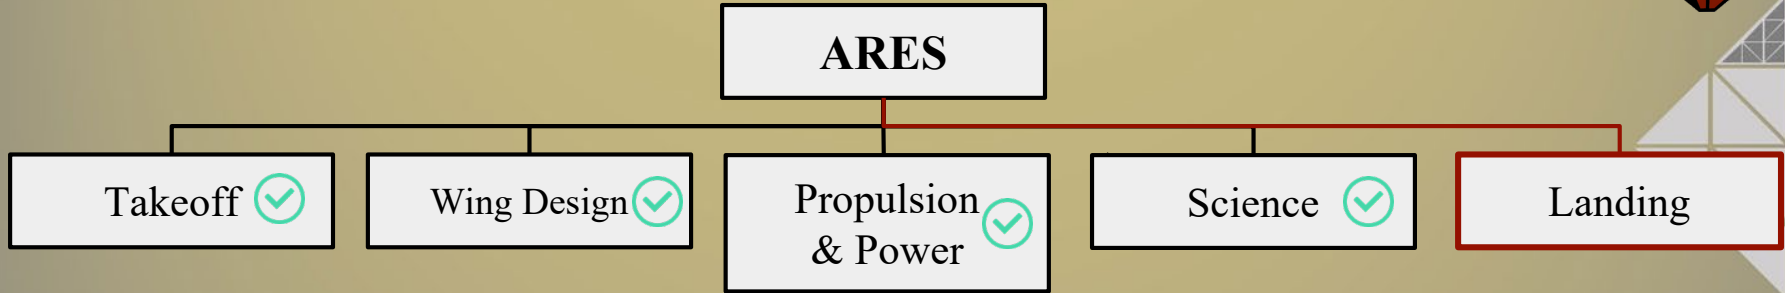 ARES
Takeoff
Wing Design
Propulsion
& Power
Science
Landing